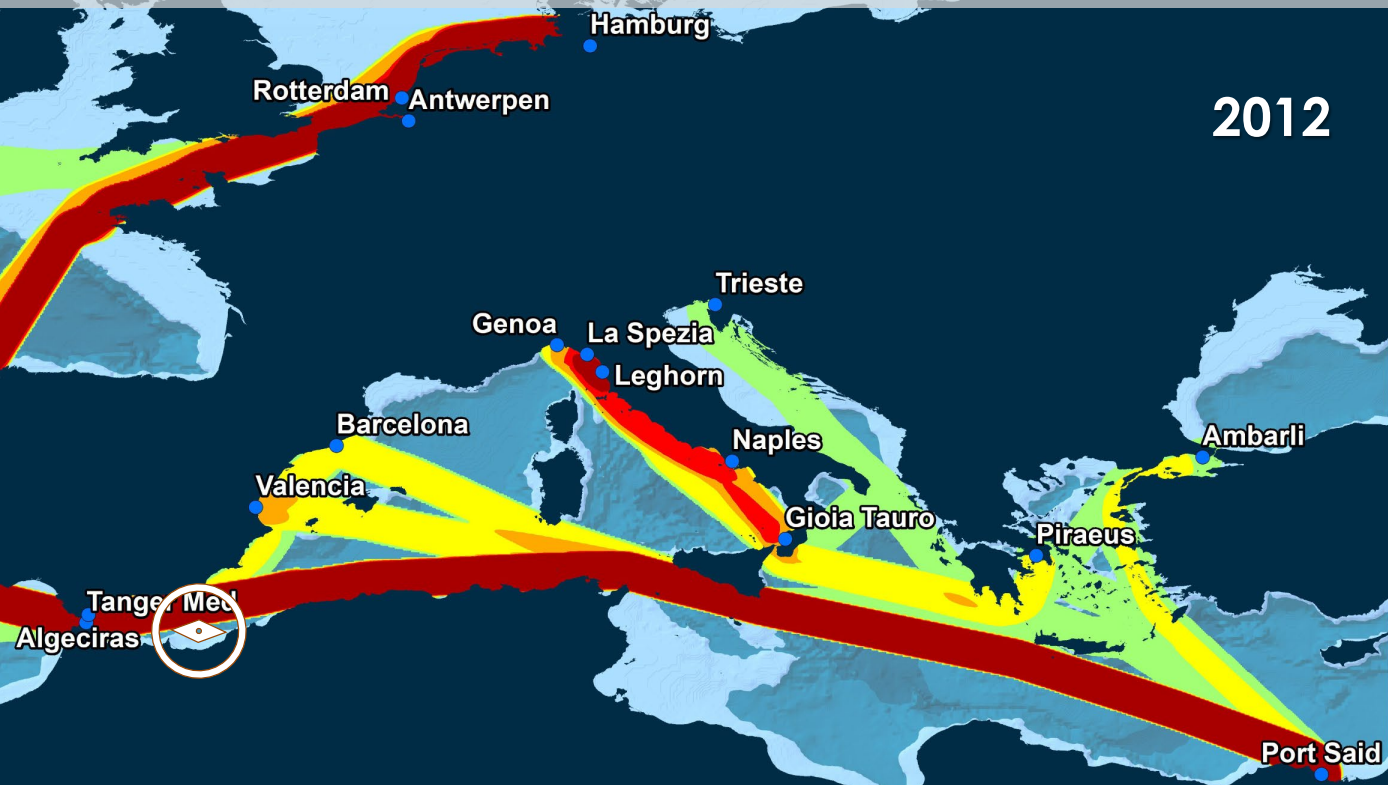 Hamburg
Rotterdam
Antwerpen
2012
Trieste
Genoa
La Spezia
Leghorn
Barcelona
Naples
Ambarli
Valencia
Gioia Tauro
Piraeus
Tanger Med
Algeciras
Port Said